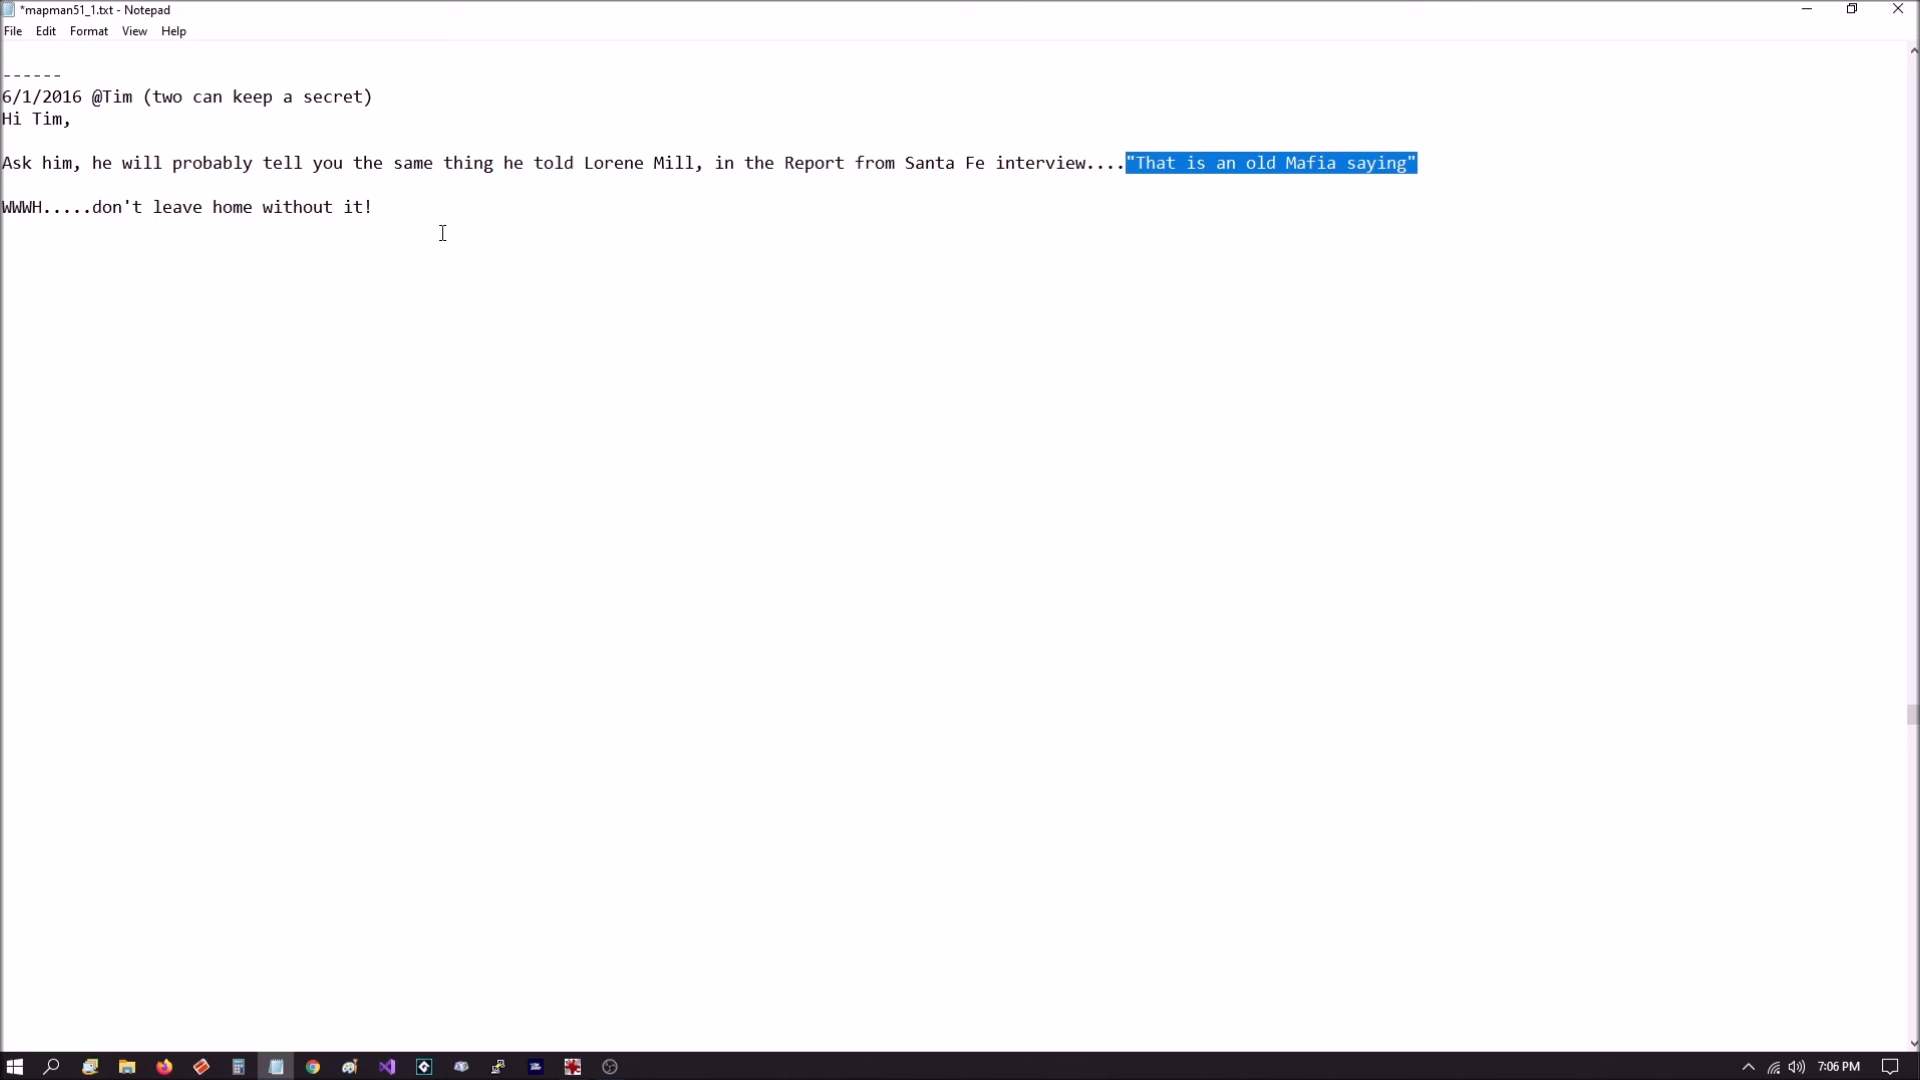 *mapman51_1.txt - Notepad
File Edit Format View Help
------
6/1/2016 @Tim (two can keep a secret)
Hi Tim,
Ask him, he will probably tell you the same thing he told Lorene Mill, in the Report from Santa Fe interview...."That is an old Mafia saying"
WWWH.....don't leave home without it!
7:06 PM